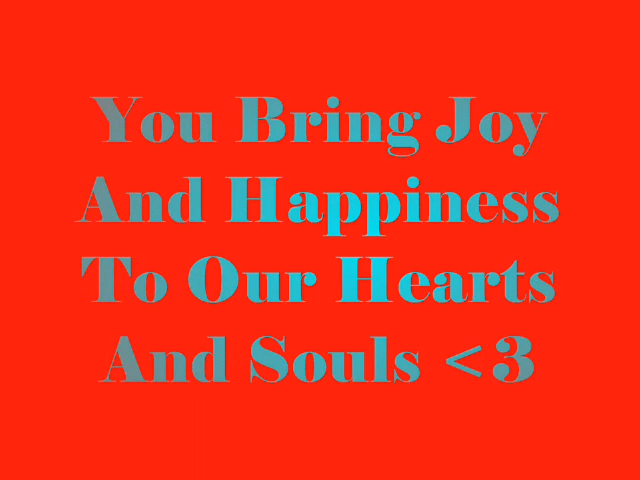 You Bring Joy
And Happiness
To Our Hearts
And Souls <3